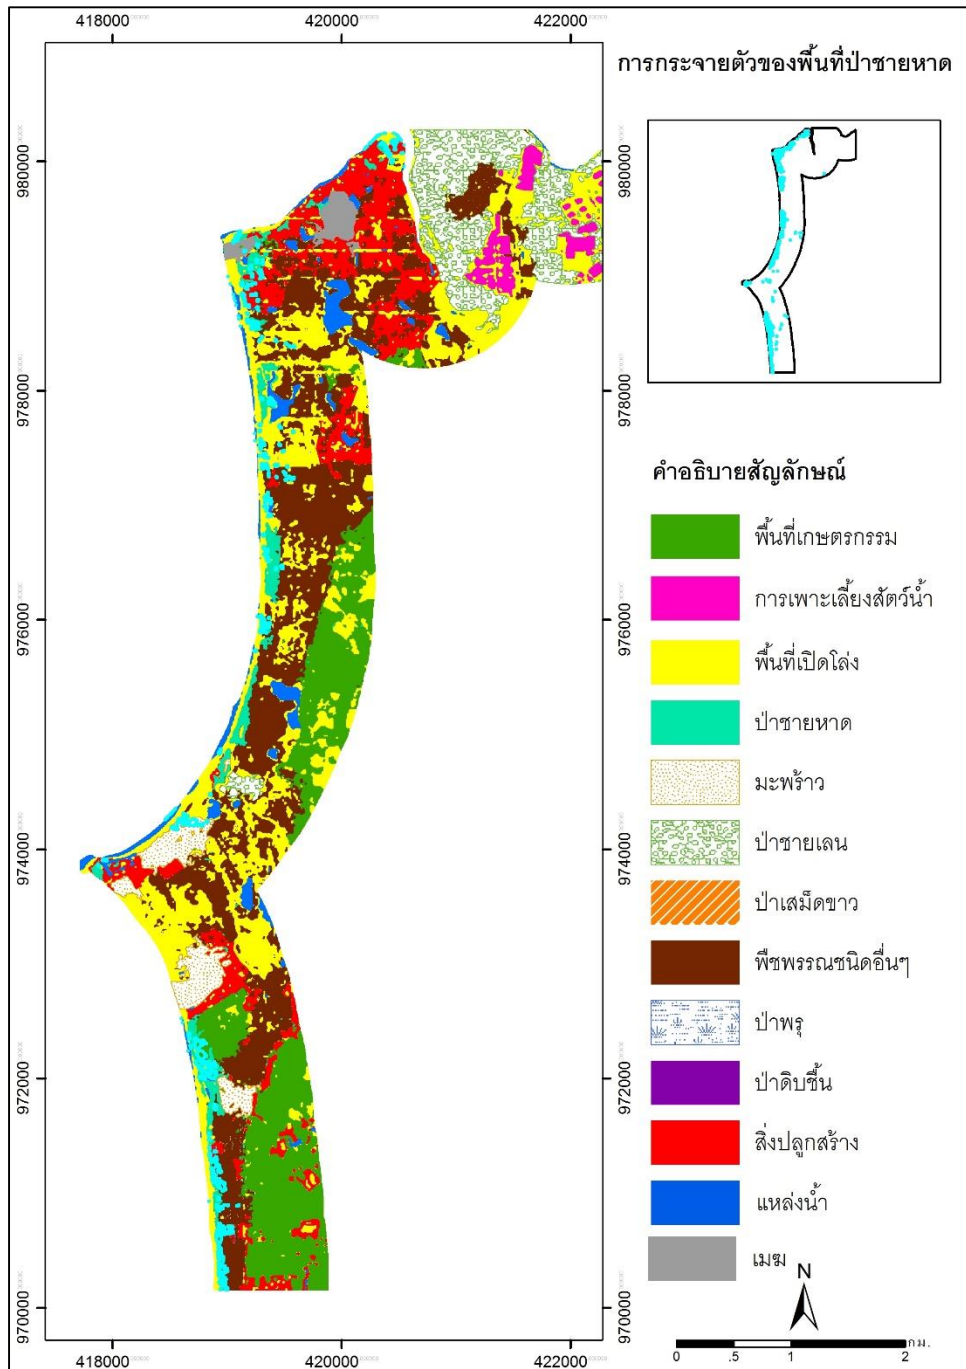 418000 420000 422000
การกระจายตัวของพื้นที่ป่าชายหาด
980000 980000
978000 978000
คำอธิบายสัญลักษณ์
พื้นที่เกษตรกรรม
การเพาะเลี้ยงสัตว์น้ำ
976000 976000
พื้นที่เปิดโล่ง
ป่าชายหาด
มะพร้าว
974000 974000
ป่าชายเลน
ป่าเสม็ดขาว
พืชพรรณชนิดอื่นๆ
ป่าพรุ
972000 972000
ป่าดิบชื้น
สิ่งปลูกสร้าง
แหล่งน้ำ
เมฆ
N
970000 970000
กม.
0 .5 1 2
418000 420000 422000